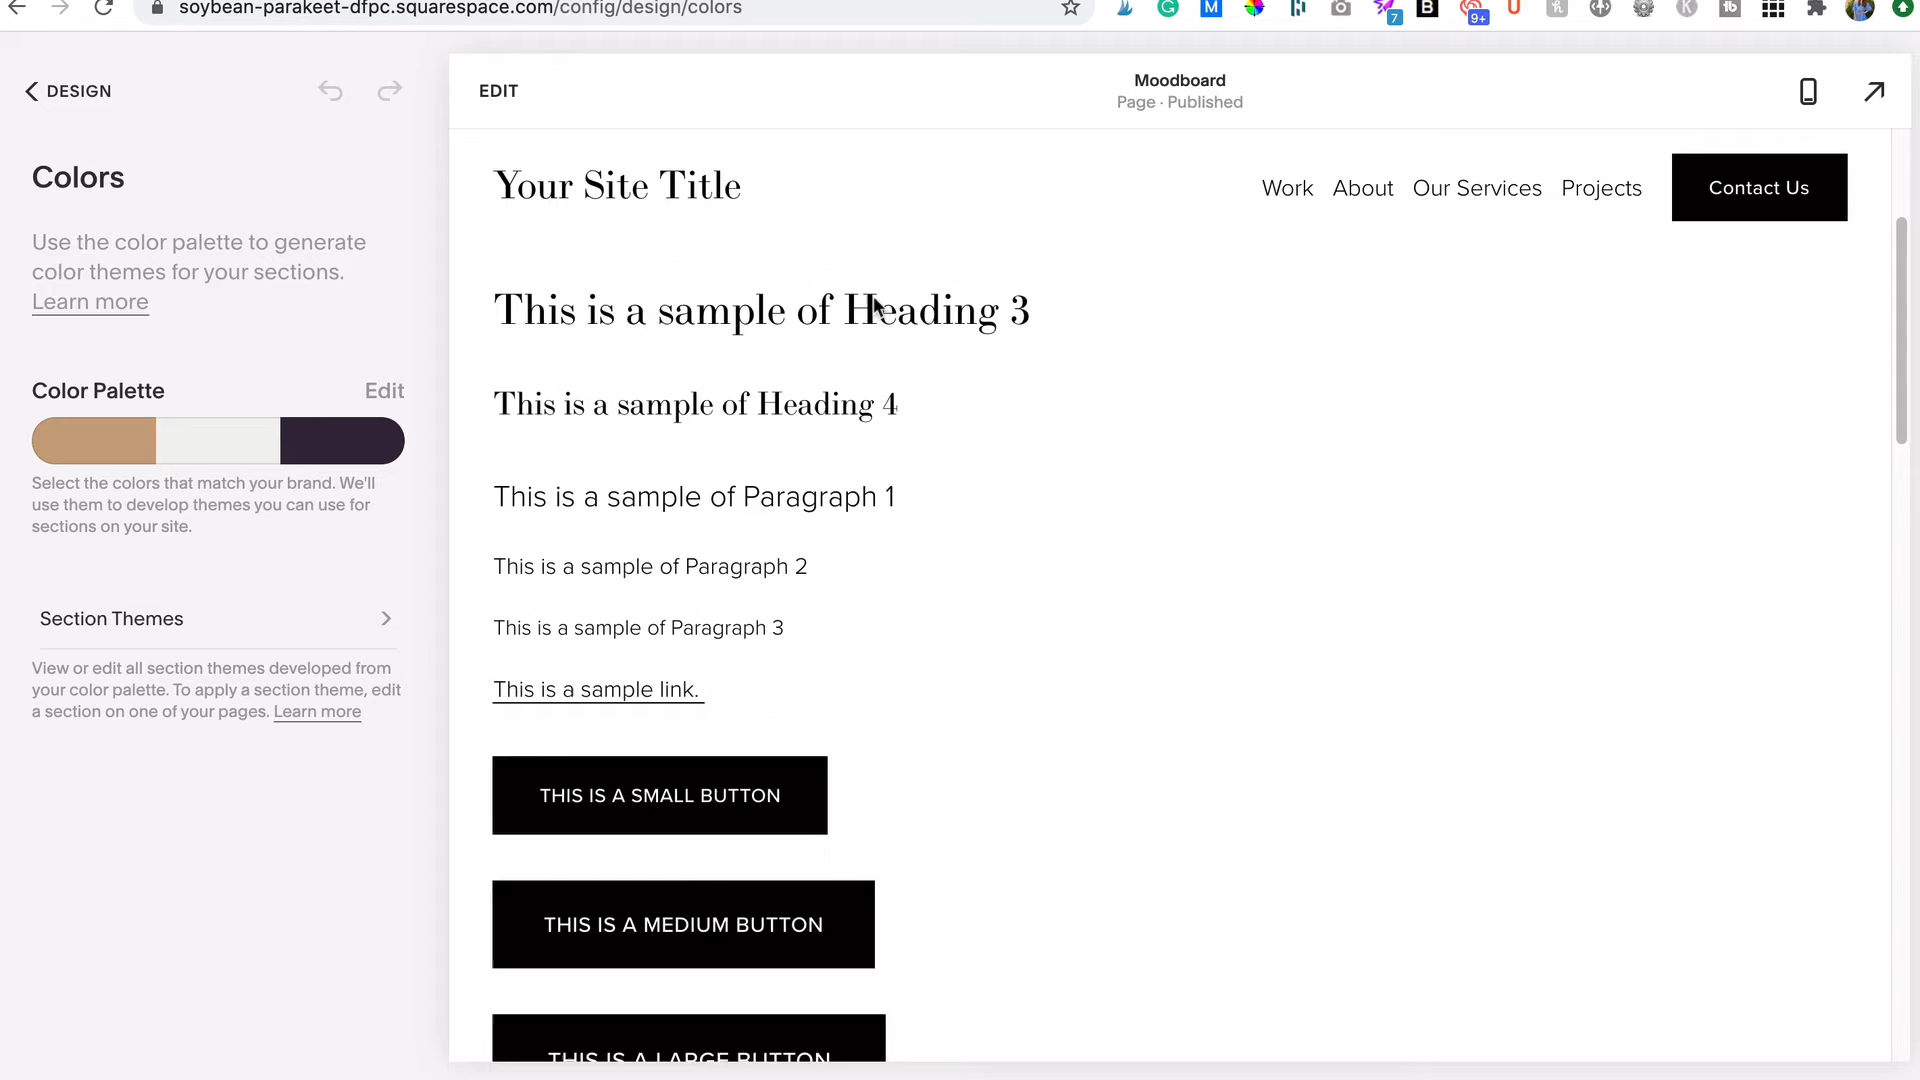 soybean-parakeet-dfpc.squarespace.com/config/design/colors
7
B
9+
DESIGN
Colors
Use the color palette to generate
color themes for your sections.
Learn more
Color Palette
Edit
Select the colors that match your brand. We'll
use them to develop themes you can use for
sections on your site.
Section Themes
View or edit all section themes developed from
your color palette. To apply a section theme, edit
a section on one of your pages. Learn more
EDIT
Moodboard
Page · Published
Your Site Title
Work About Our Services Projects
Contact Us
This is a sample of Heading 3
This is a sample of Heading 4
This is a sample of Paragraph 1
This is a sample of Paragraph 2
This is a sample of Paragraph 3
This is a sample link.
THIS IS A SMALL BUTTON
THIS IS A MEDIUM BUTTON
THIS IS A LARGE BUTTON